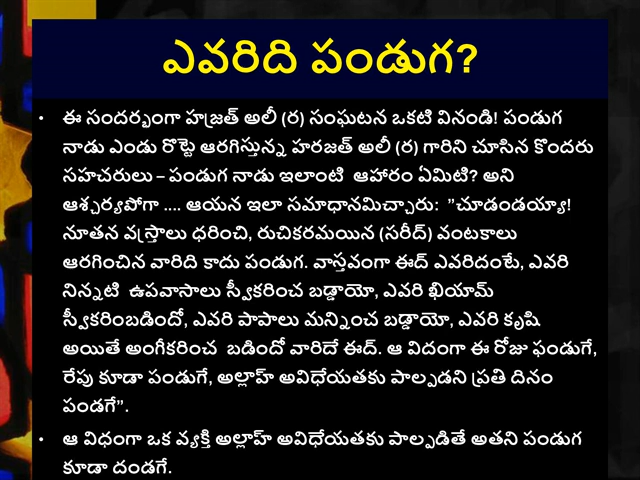 ఎవరిది పండుగ?
• ఈ సందర్భంగా హజ్రత్ అలీ (ర) సంఘటన ఒకటి వినండి! పండుగ
నాడు ఎండు రొట్టె ఆరగిస్తున్న హరజత్ అలీ (ర) గారిని చూసిన కొందరు
సహచరులు – పండుగ నాడు ఇలాంటి ఆహారం ఏమిటి? అని
ఆశ్చర్యపోగా .... ఆయన ఇలా సమాధానమిచ్చారు: ”చూడండయ్యా!
నూతన వస్త్రాలు ధరించి, రుచికరమయిన (సరీద్) వంటకాలు
ఆరగించిన వారిది కాదు పండుగ. వాస్తవంగా ఈద్ ఎవరిదంటే, ఎవరి
నిన్నటి ఉపవాసాలు స్వీకరించ బడ్డాయో, ఎవరి ఖియామ్
స్వీకరింబడిందో, ఎవరి పాపాలు మన్నించ బడ్డాయో, ఎవరి కృషి
అయితే అంగీకరించ బడిందో వారిదే ఈద్. ఆ విదంగా ఈ రోజు ఫండుగే,
రేపు కూడా పండుగే, అల్లాహ్ అవిధేయతకు పాల్పడని ప్రతి దినం
పండగే”.
• ఆ విధంగా ఒక వ్యక్తి అల్లాహ్ అవిధేయతకు పాల్పడితే అతని పండుగ
కూడా దండగే.